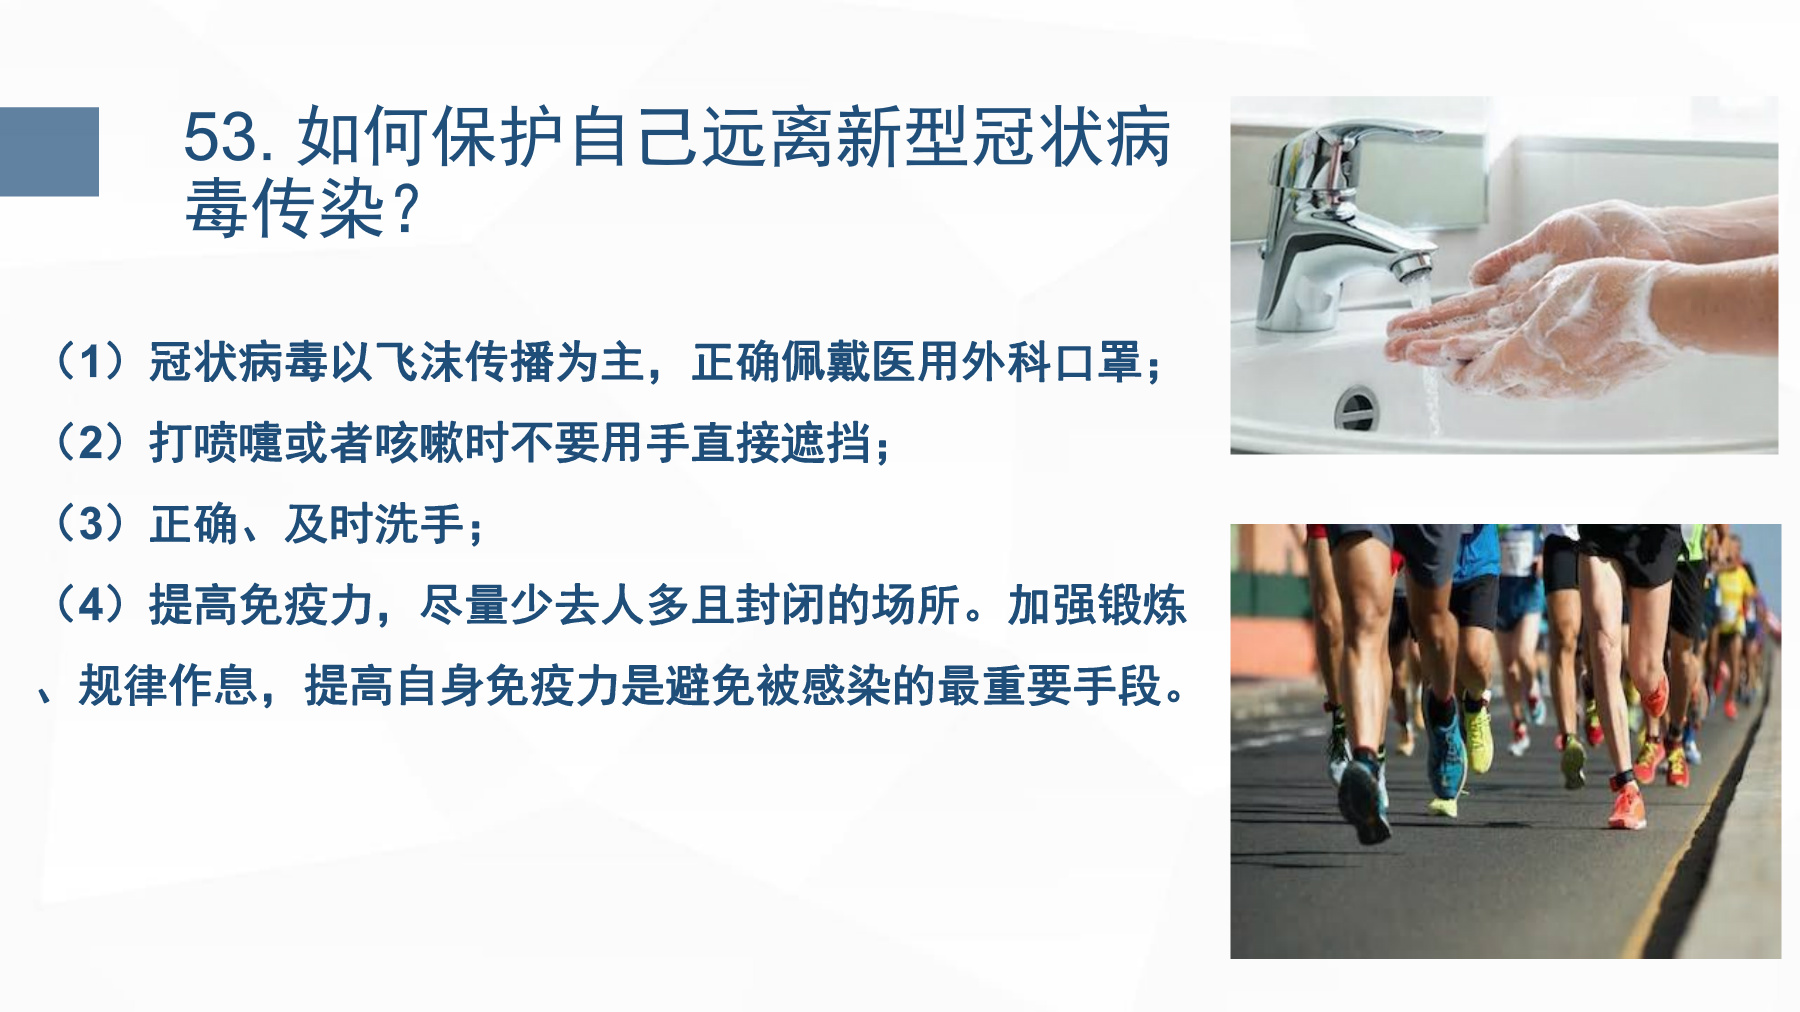 53. 如何保护自己远离新型冠状病
毒传染？
（1）冠状病毒以飞沫传播为主，正确佩戴医用外科口罩；
（2）打喷嚏或者咳嗽时不要用手直接遮挡；
（3）正确、及时洗手；
（4）提高免疫力，尽量少去人多且封闭的场所。加强锻炼
、规律作息，提高自身免疫力是避免被感染的最重要手段。